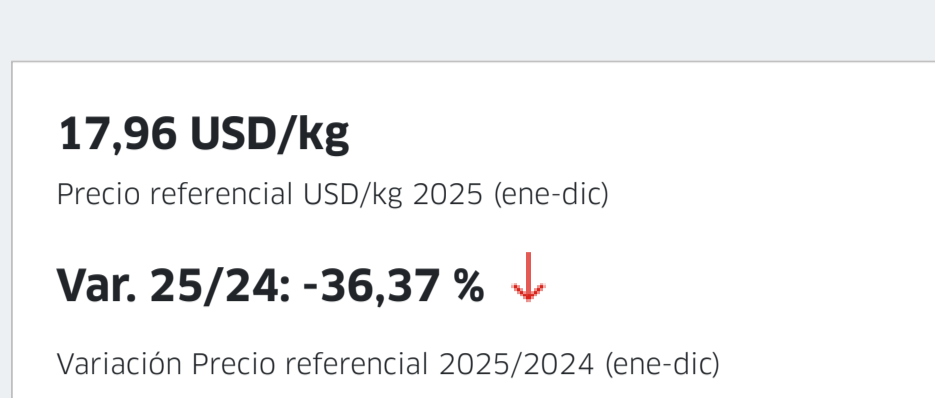 17,96 USD/kg
Precio referencial USD/kg 2025 (ene-dic)
Var. 25/24: -36,37 %
Variación Precio referencial 2025/2024 (ene-dic)